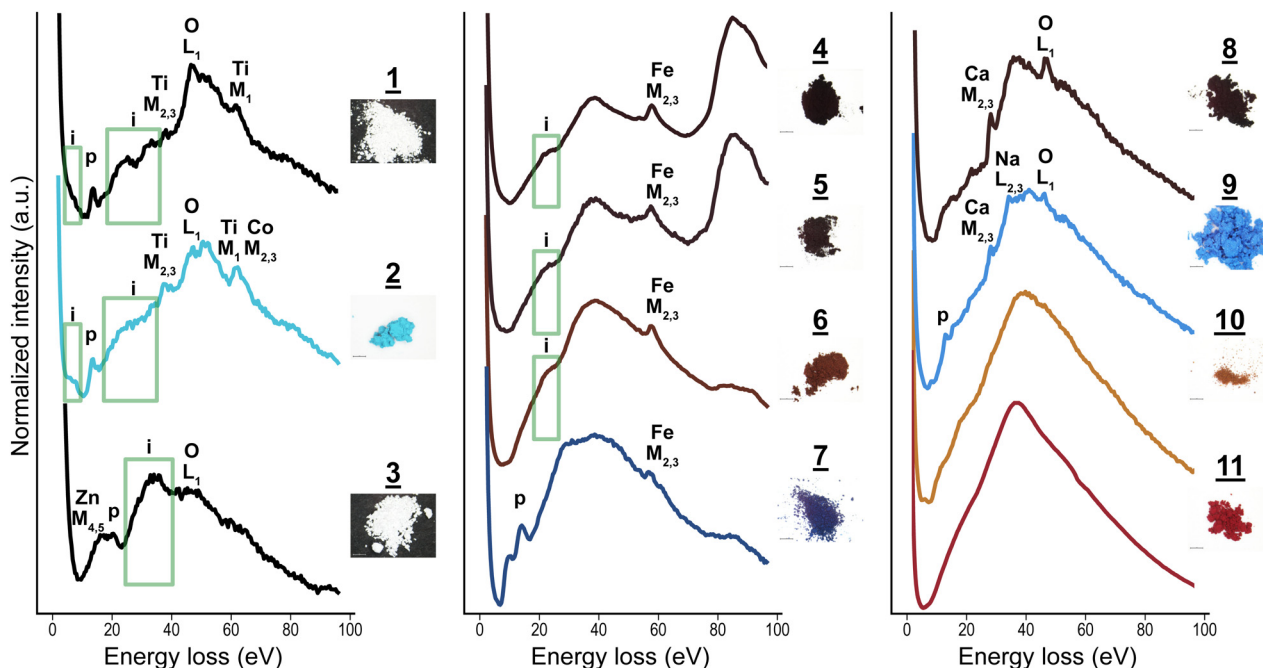 Normalized intensity (a.u.)
O
L1
Ti
M2,3
Ti
M1
i
i
p
1
O
L1
Ti
M2,3
Ti
M1
Co
M2,3
i
i
p
2
i
O
L1
Zn
M4,5
p
3
0 20 40 60 80 100
Energy loss (eV)
Fe
M2,3
i
4
Fe
M2,3
i
5
Fe
M2,3
i
6
Fe
M2,3
p
7
0 20 40 60 80 100
Energy loss (eV)
O
L1
Ca
M2,3
8
Na
L2,3
O
L1
Ca
M2,3
p
9
10
11
0 20 40 60 80 100
Energy loss (eV)